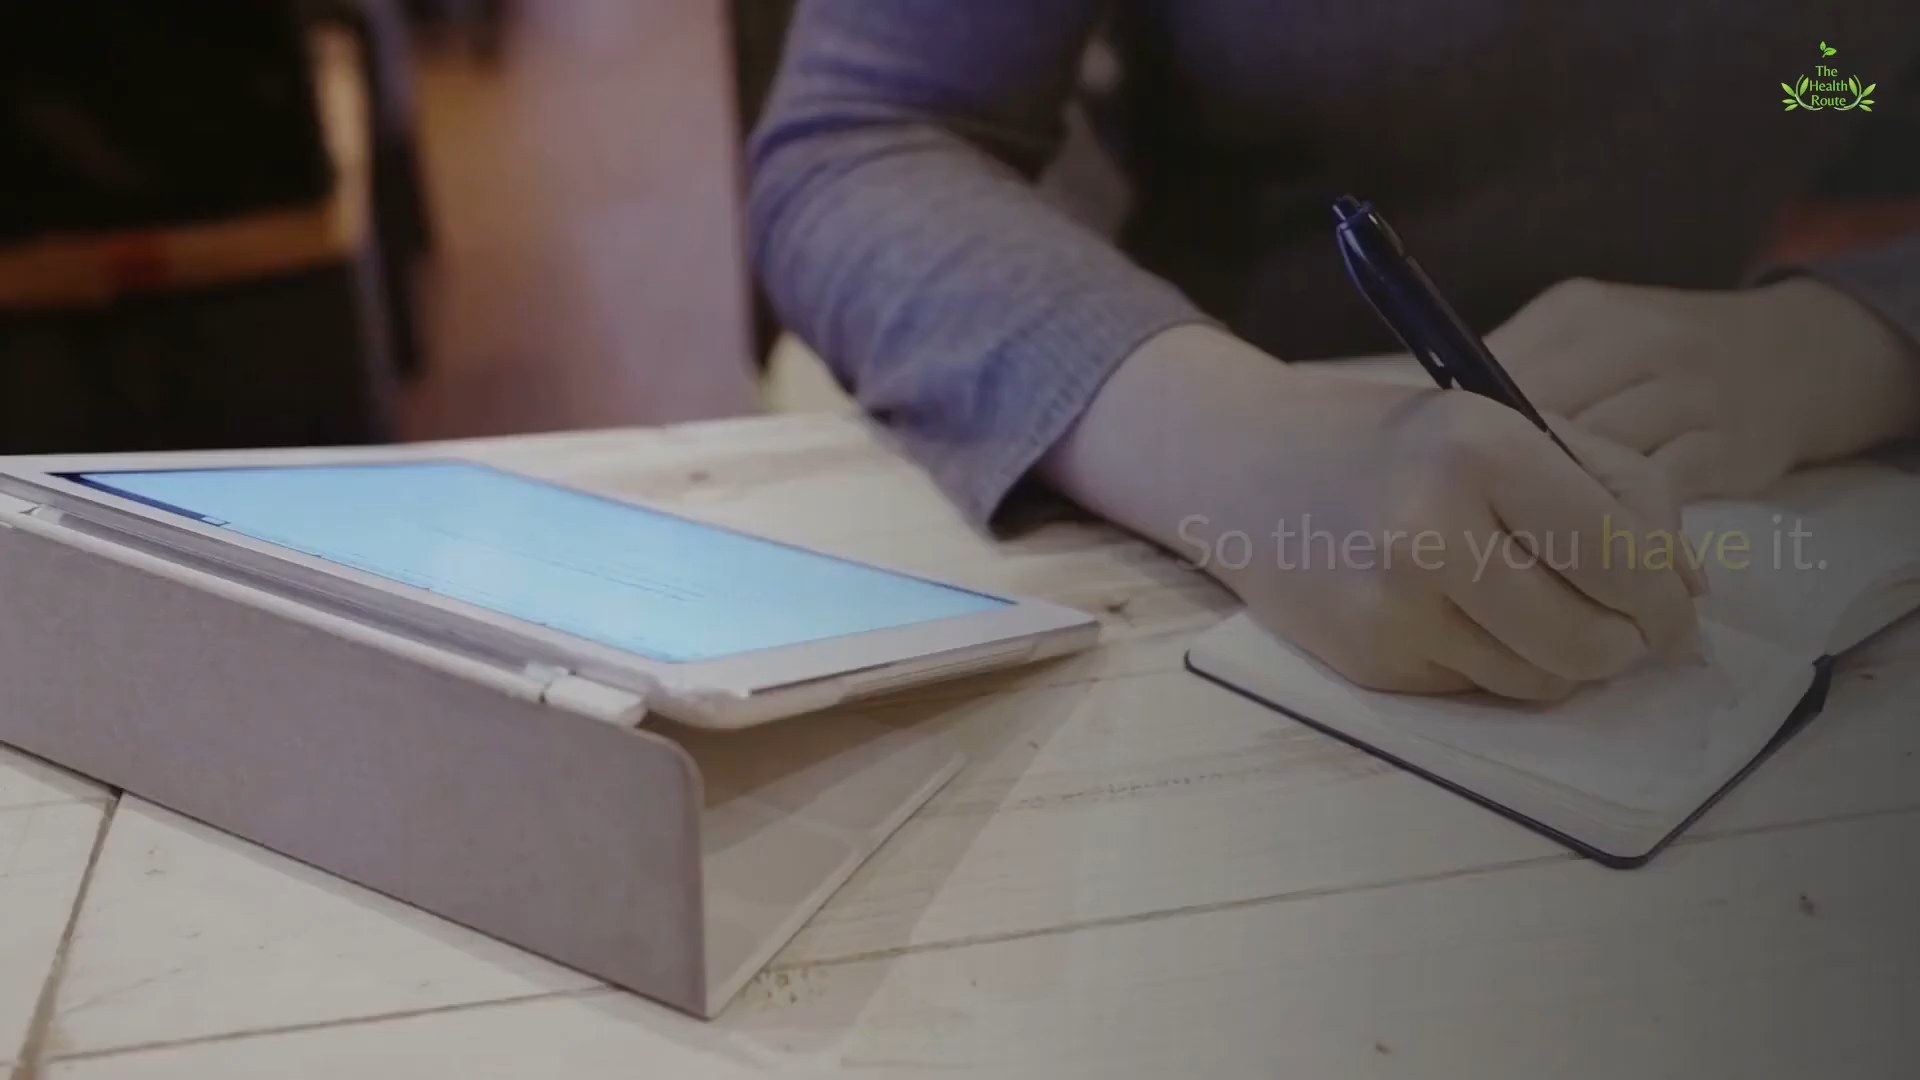 The
Health
Route
So there you have it.